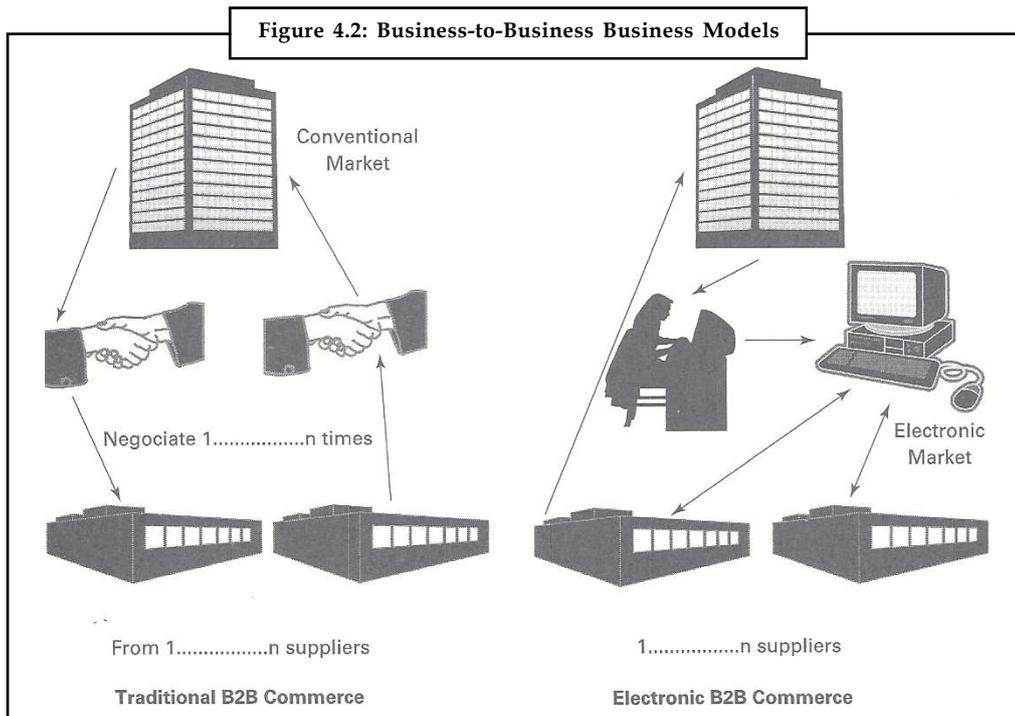 Figure 4.2: Business-to-Business Business Models
Conventional
Market
Negociate 1.................n times
Electronic
Market
From 1.................n suppliers
1.................n suppliers
Traditional B2B Commerce
Electronic B2B Commerce